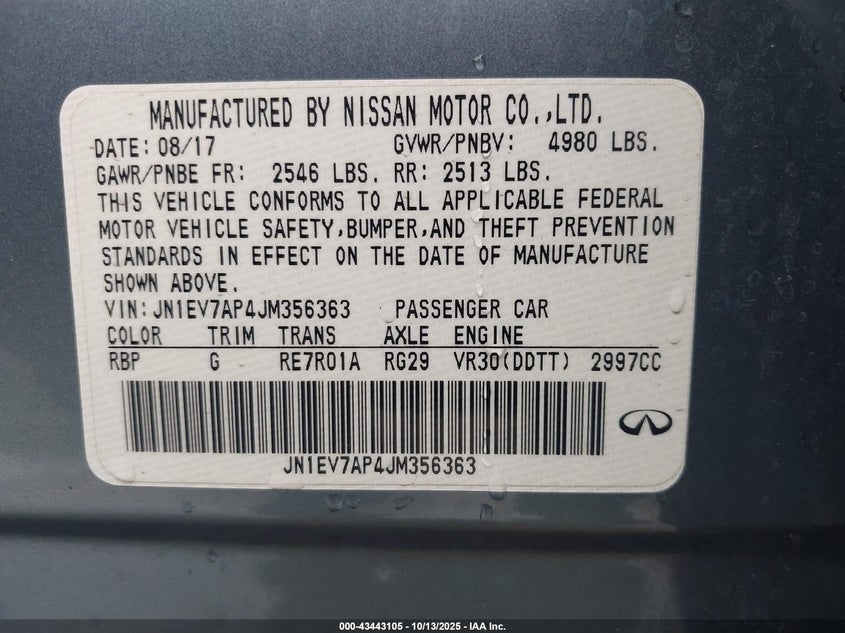 MANUFACTURED BY NISSAN MOTOR CO.,LTD.
DATE: 08/17 GVWR/PNBV: 4980 LBS.
GAWR/PNBE FR: 2546 LBS. RR: 2513 LBS.
THIS VEHICLE CONFORMS TO ALL APPLICABLE FEDERAL
MOTOR VEHICLE SAFETY,BUMPER,AND THEFT PREVENTION
STANDARDS IN EFFECT ON THE DATE OF MANUFACTURE
SHOWN ABOVE.
VIN:JN1EV7AP4JM356363 PASSENGER CAR
COLOR TRIM TRANS AXLE ENGINE
RBP G RE7R01A RG29 VR30(DDTT) 2997CC
JN1EV7AP4JM356363
000-43443105 - 10/13/2025 - IAA Inc.